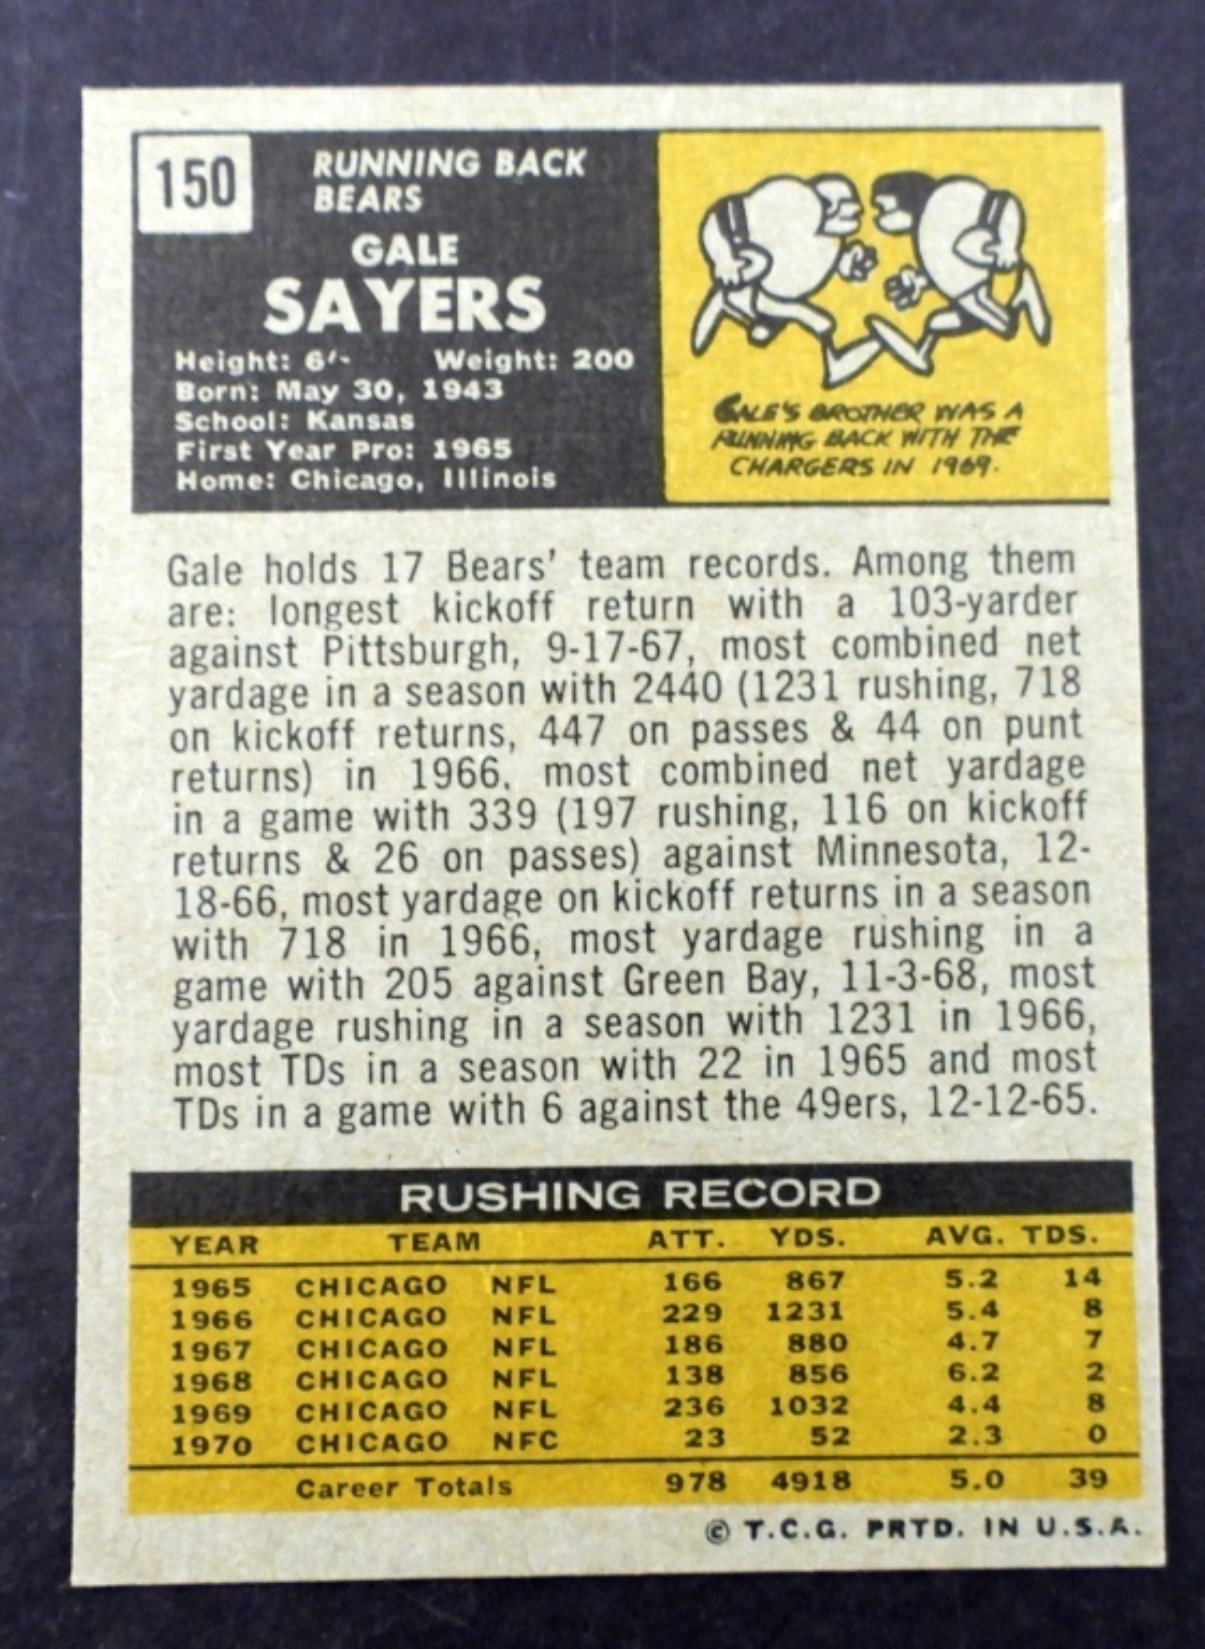 150
RUNNING BACK
BEARS
GALE
SAYERS
Height: 6'- Weight: 200
Born: May 30, 1943
School: Kansas
First Year Pro: 1965
Home: Chicago, Illinois
GALE'S BROTHER WAS A
RUNNING BACK WITH THE
CHARGERS IN 1969.
Gale holds 17 Bears' team records. Among them
are: longest kickoff return with a 103-yarder
against Pittsburgh, 9-17-67, most combined net
yardage in a season with 2440 (1231 rushing, 718
on kickoff returns, 447 on passes & 44 on punt
returns) in 1966, most combined net yardage
in a game with 339 (197 rushing, 116 on kickoff
returns & 26 on passes) against Minnesota, 12-
18-66, most yardage on kickoff returns in a season
with 718 in 1966, most yardage rushing in a
game with 205 against Green Bay, 11-3-68, most
yardage rushing in a season with 1231 in 1966,
most TDs in a season with 22 in 1965 and most
TDs in a game with 6 against the 49ers, 12-12-65.
RUSHING RECORD
YEAR TEAM ATT. YDS. AVG. TDS.
1965 CHICAGO NFL 166 867 5.2 14
1966 CHICAGO NFL 229 1231 5.4 8
1967 CHICAGO NFL 186 880 4.7 7
1968 CHICAGO NFL 138 856 6.2 2
1969 CHICAGO NFL 236 1032 4.4 8
1970 CHICAGO NFC 23 52 2.3 0
Career Totals 978 4918 5.0 39
© T.C.G. PRTD. IN U.S.A.